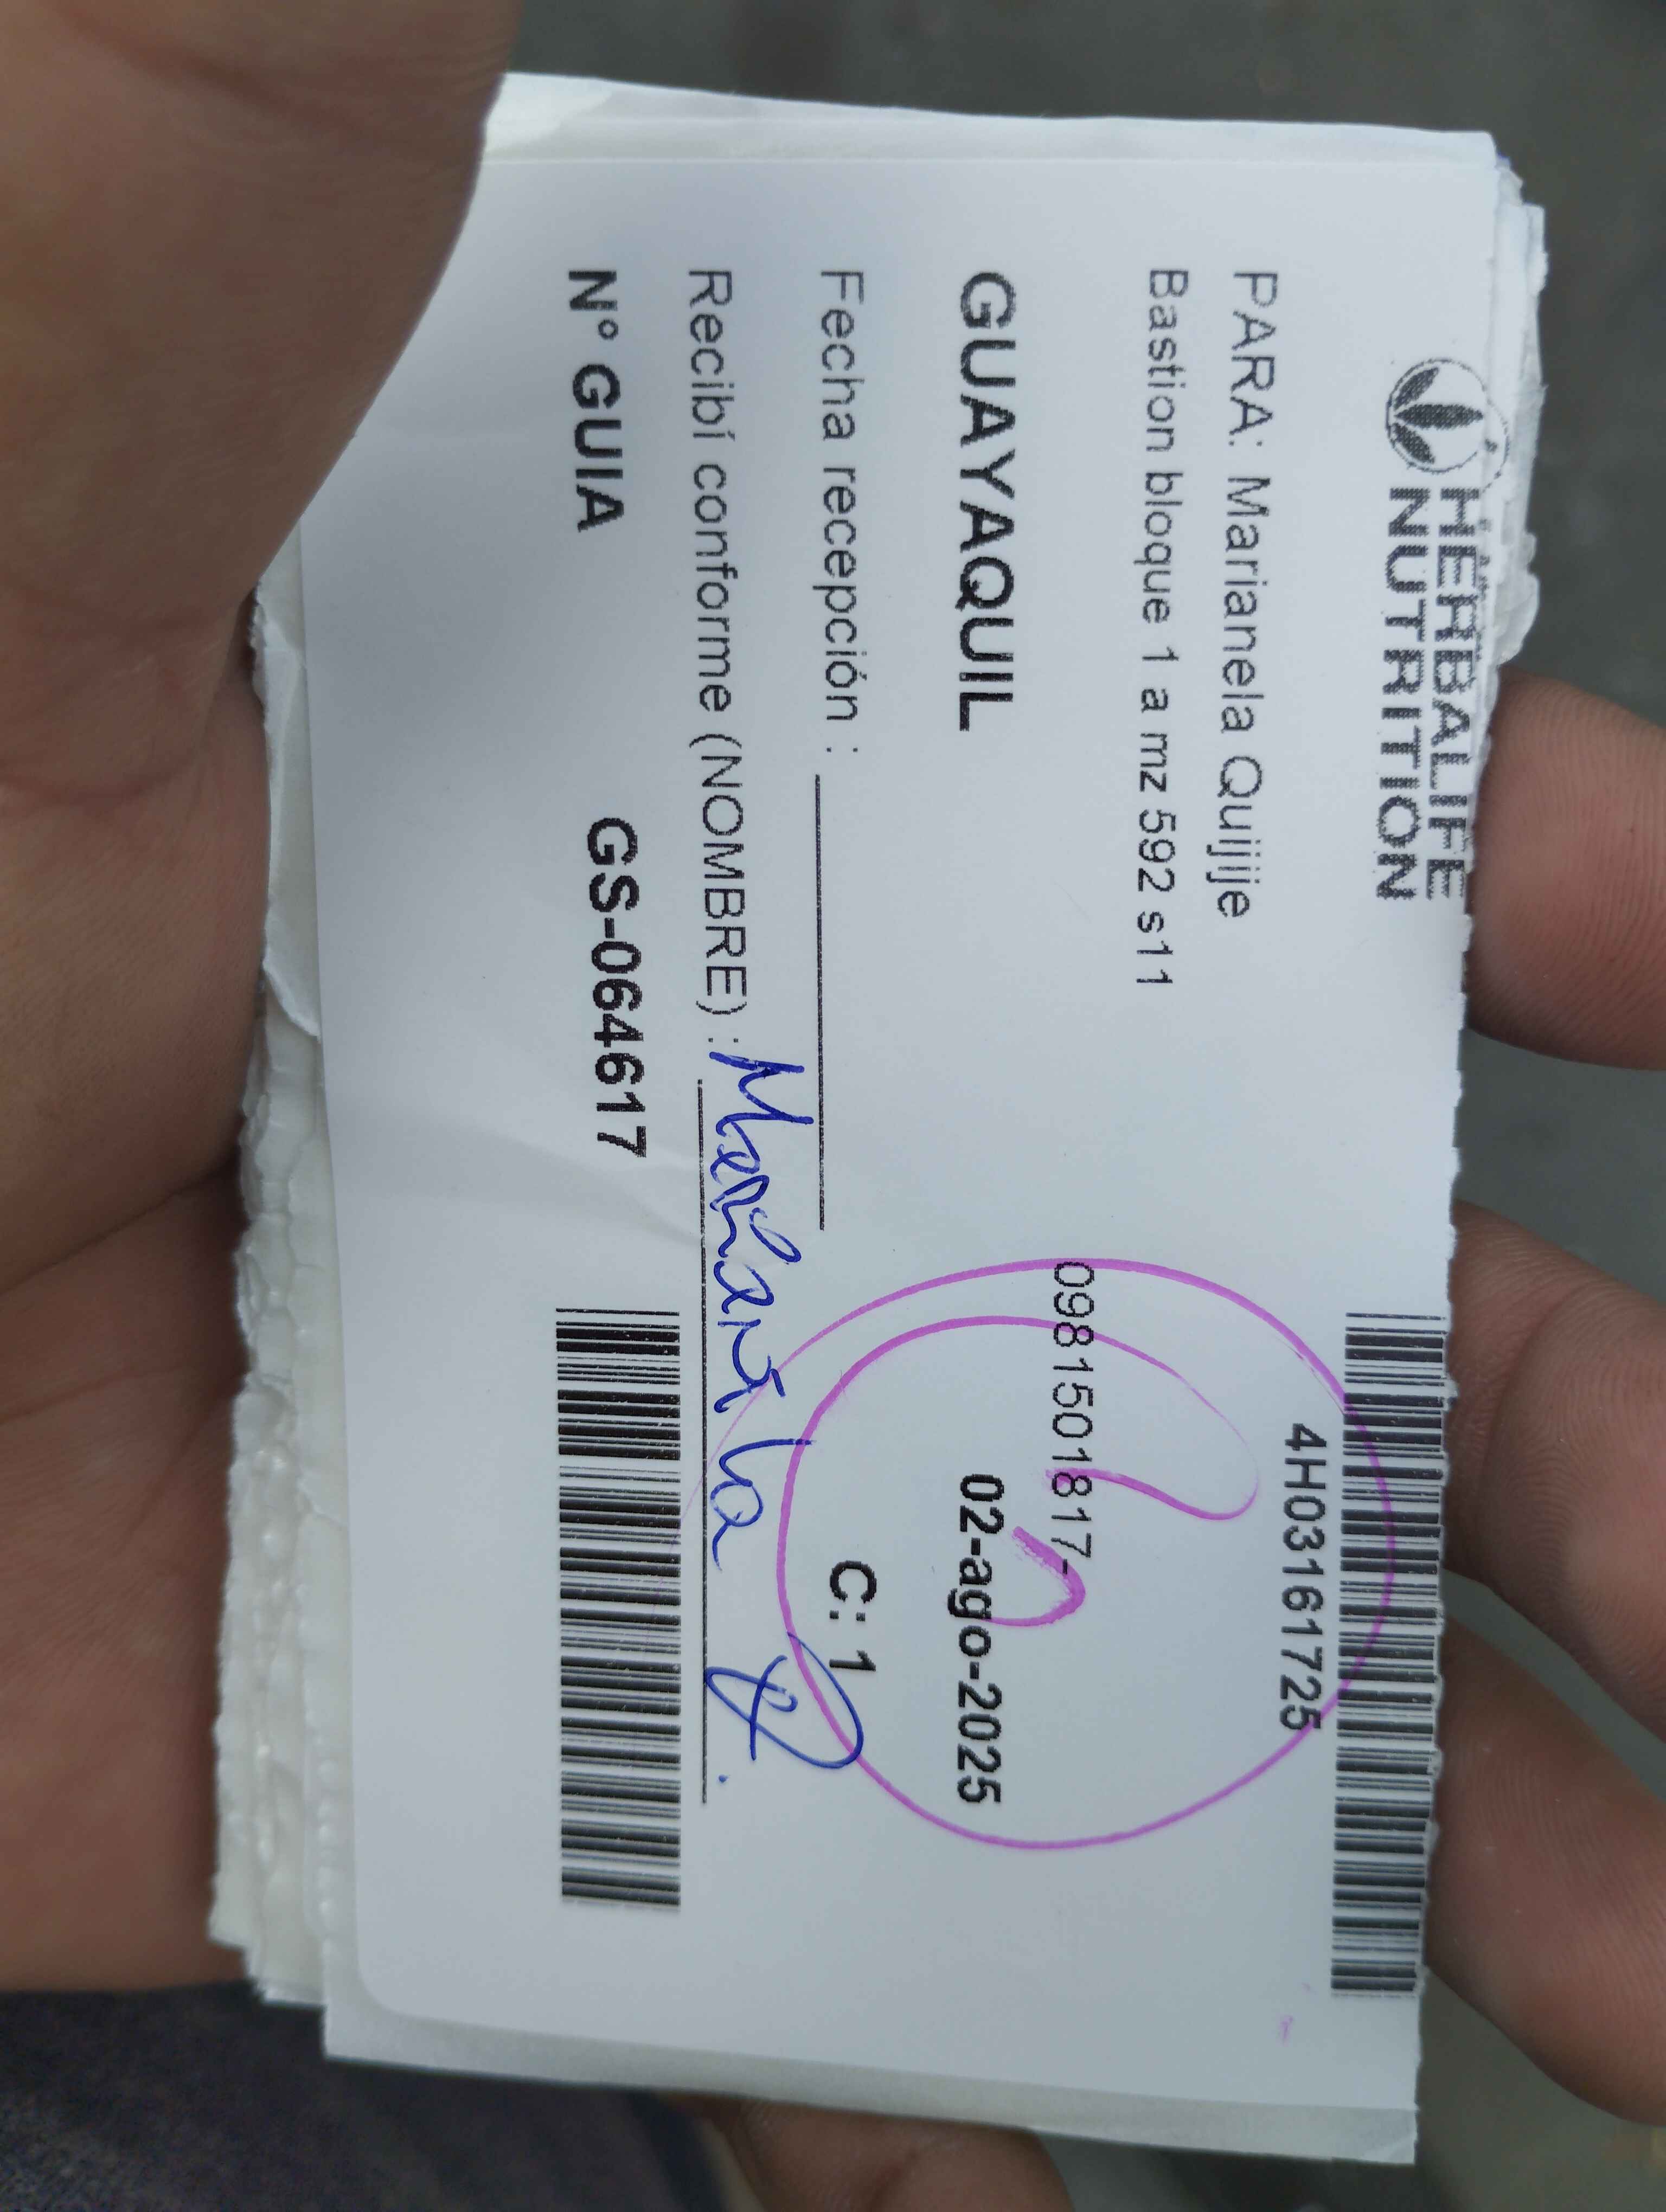 HERBALIFE
NUTRITION
4H03161725
PARA: Marianela Quijije
Bastion bloque 1 a mz 592 s11
0981501817-
GUAYAQUIL
02-ago-2025
Fecha recepción :
C: 1
Recibí conforme (NOMBRE) :
N° GUIA
GS-064617